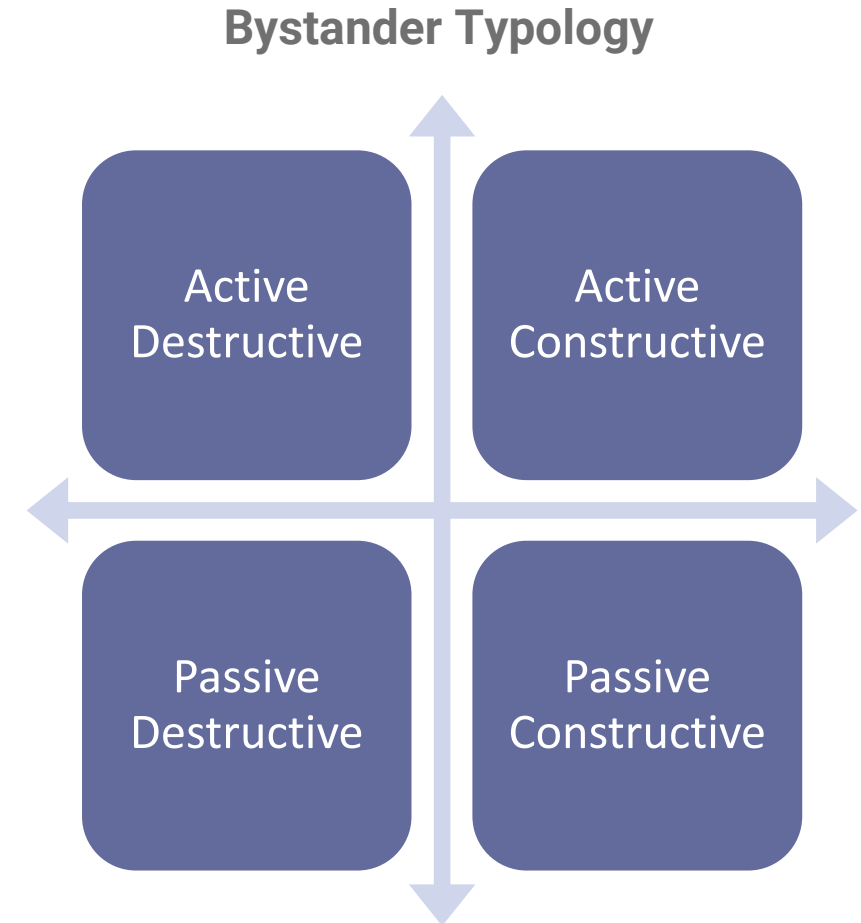 Bystander Typology
Active
Destructive
Active
Constructive
Passive
Destructive
Passive
Constructive